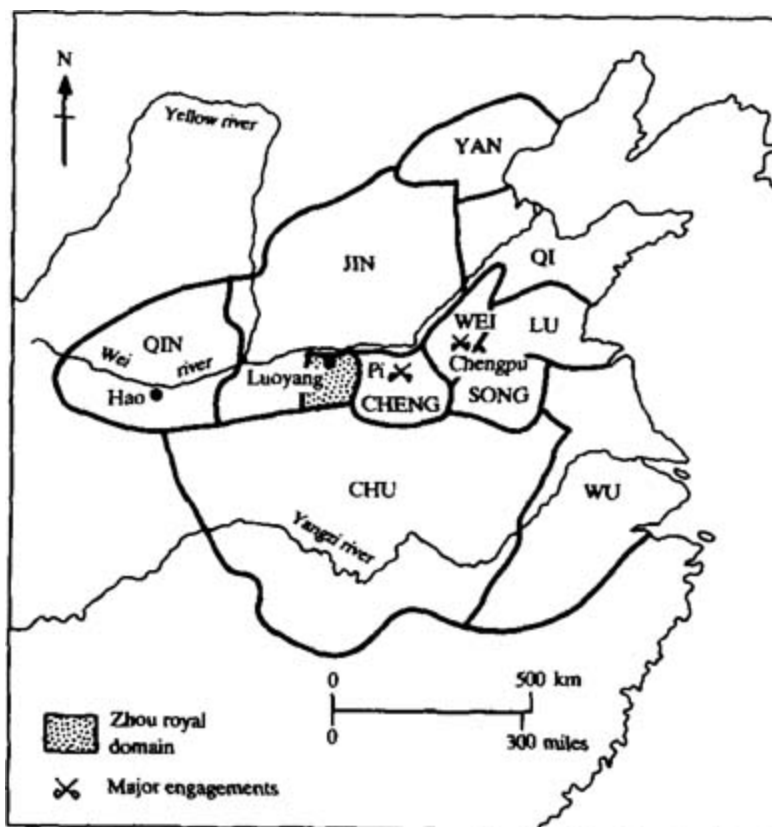 N
Yellow river
YAN
JIN
QI
QIN
WEI
LU
Wei
river
Luoyang
Pi
Chengpu
Hao
CHENG
SONG
CHU
WU
Yangzi river
0
500 km
0
300 miles
Zhou royal
domain
Major engagements